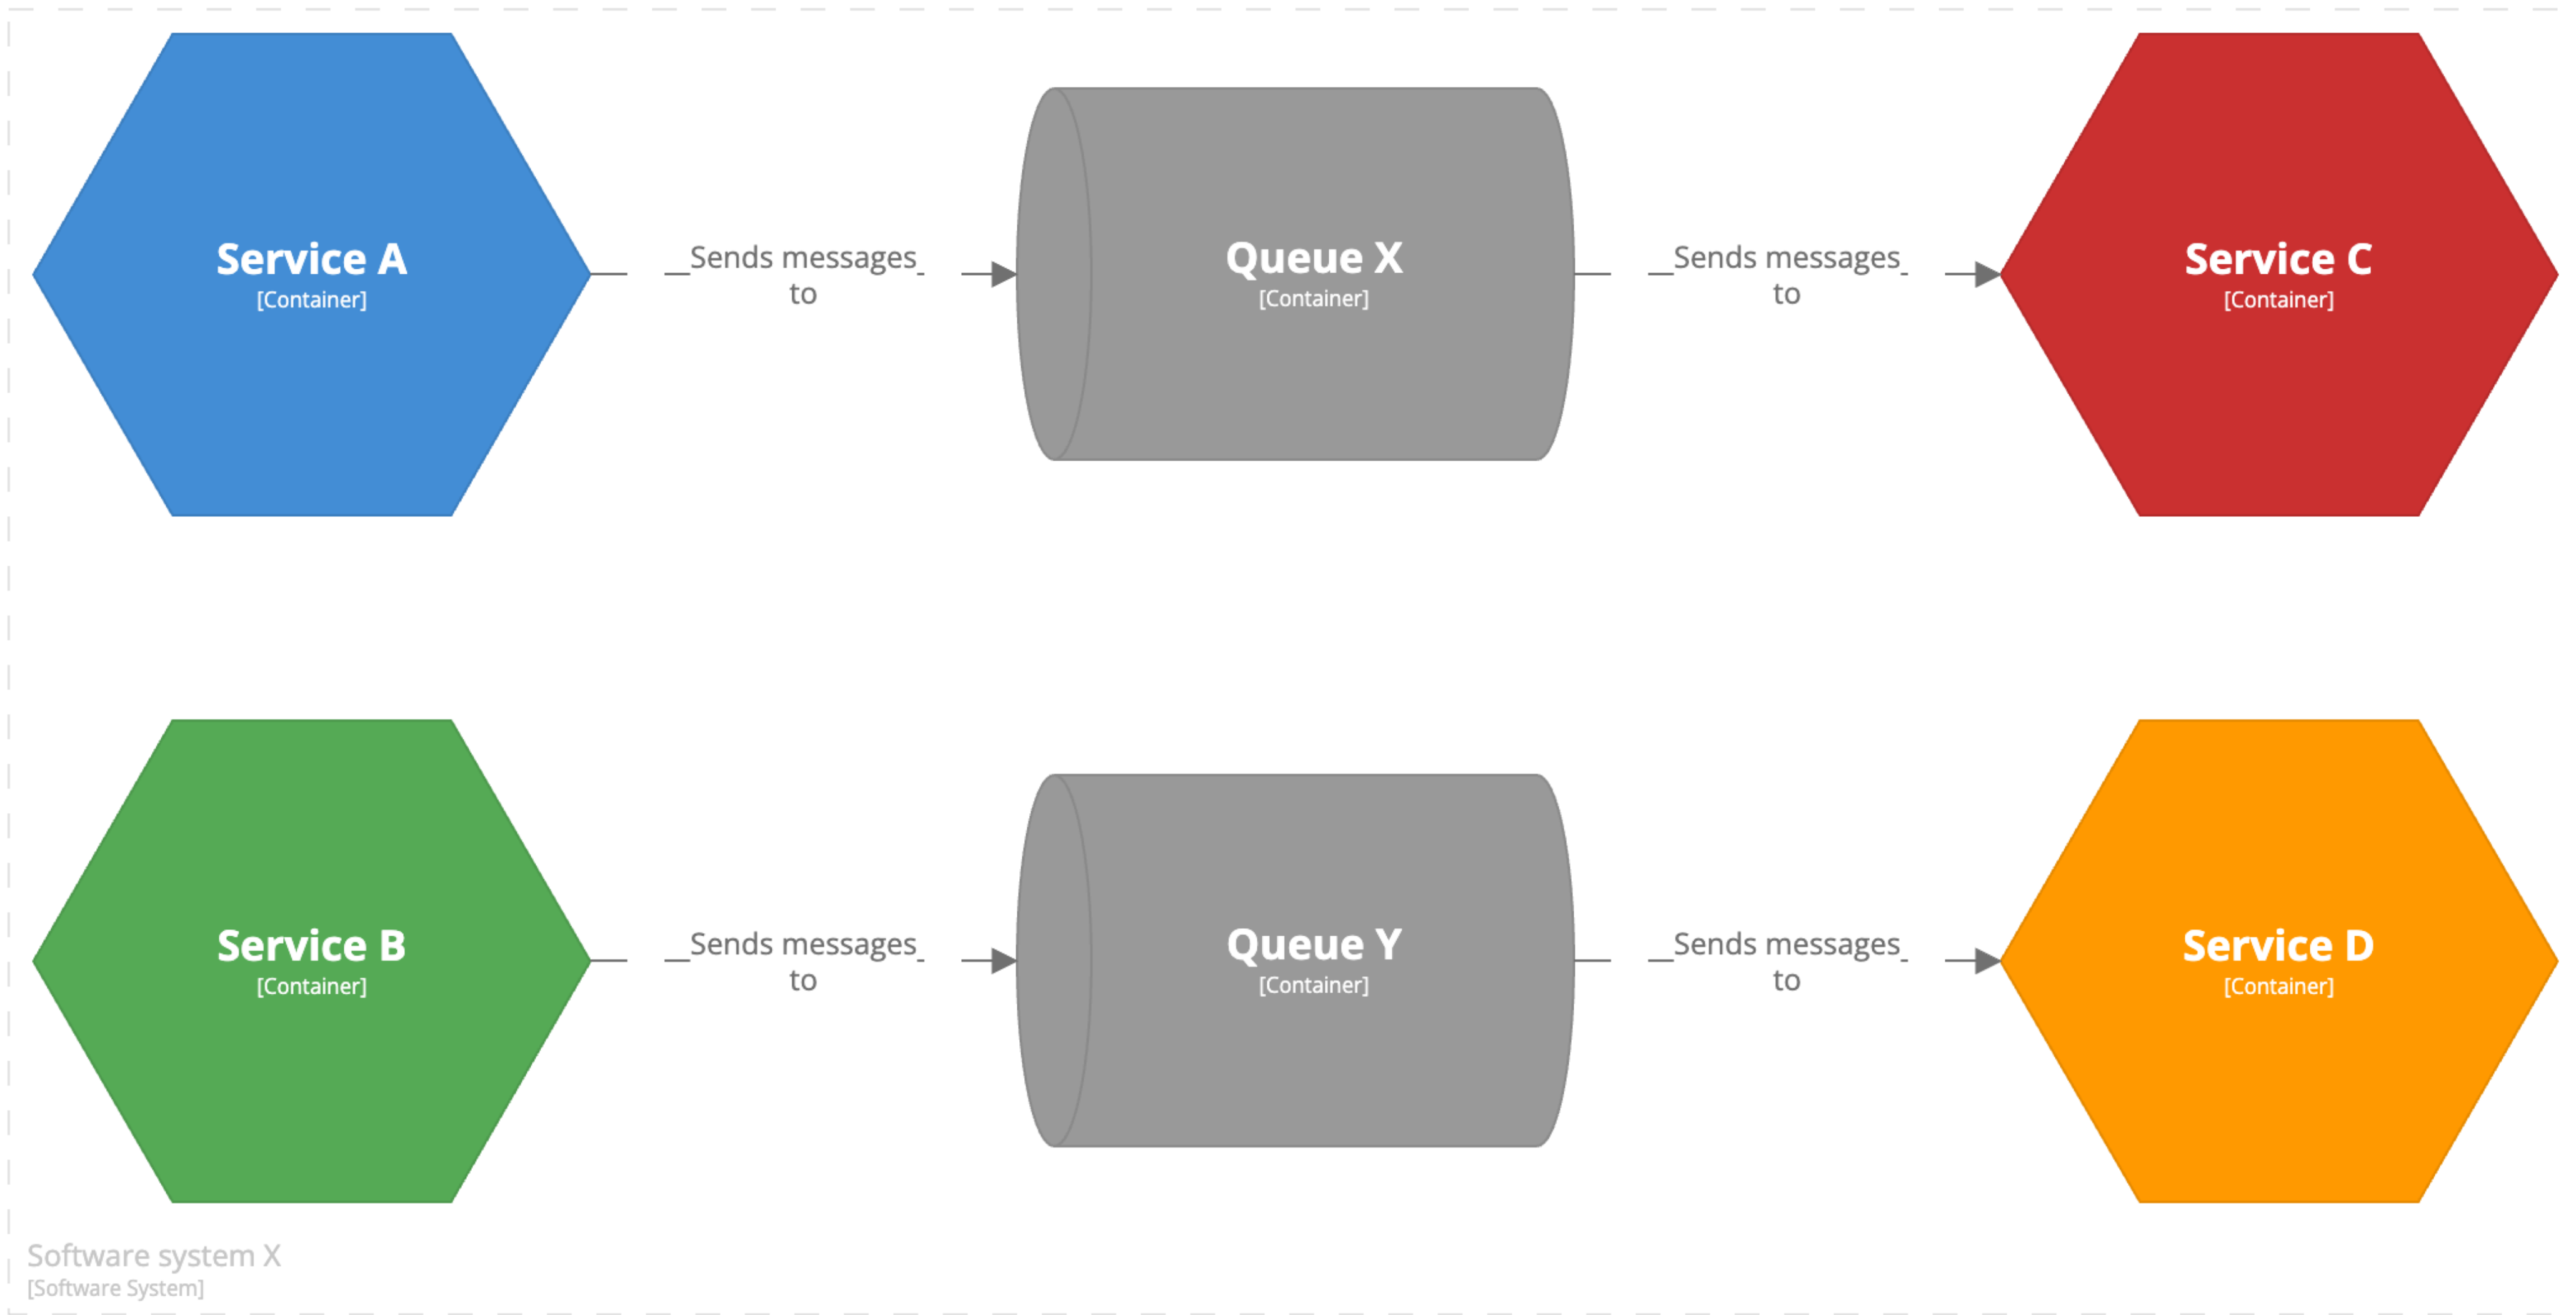 Service A
[Container]
Sends messages
to
Queue X
[Container]
Sends messages
to
Service C
[Container]
Service B
[Container]
Sends messages
to
Queue Y
[Container]
Sends messages
to
Service D
[Container]
Software system X
[Software System]